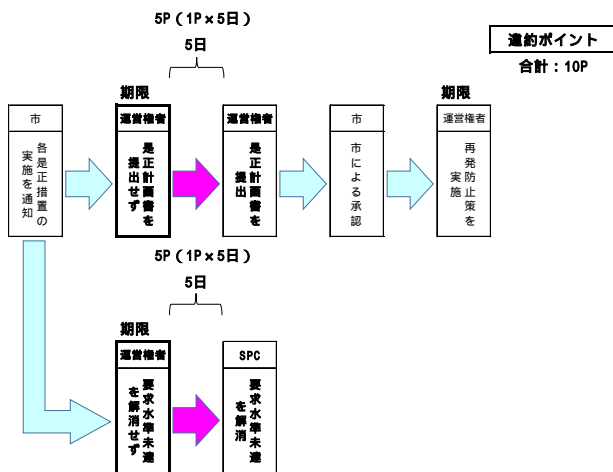 5P(1P×5日)
5日
違約ポイント
合計:10P
期限
期限
市
各是正措置の
実施を通知
運営権者
是正計画書を
提出せず
運営権者
是正計画書を
提出
市
市による承認
運営権者
再発防止策を
実施
5P(1P×5日)
5日
期限
運営権者
要求水準未達
を解消せず
SPC
要求水準未達
を解消